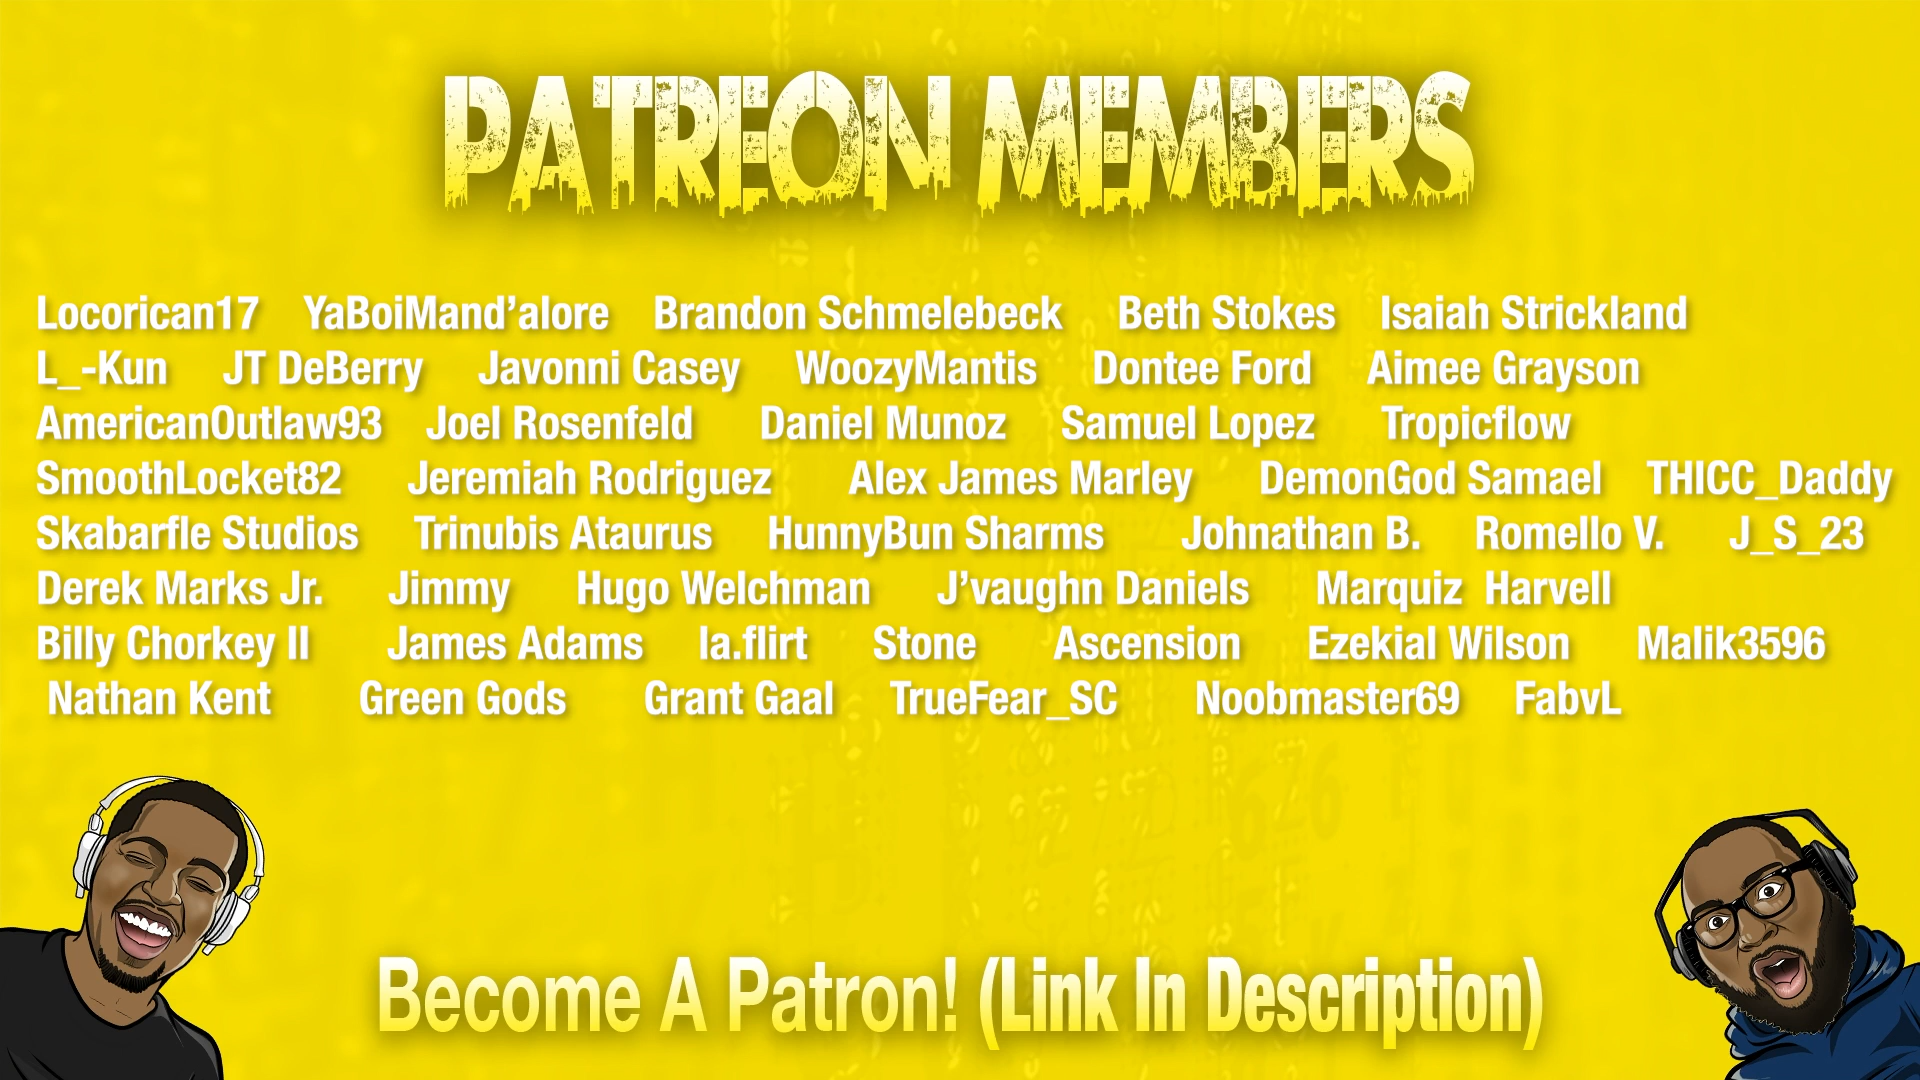 PATREON MEMBERS
Locorican17 YaBoiMand’alore Brandon Schmelebeck Beth Stokes Isaiah Strickland
L_-Kun JT DeBerry Javonni Casey WoozyMantis Dontee Ford Aimee Grayson
AmericanOutlaw93 Joel Rosenfeld Daniel Munoz Samuel Lopez Tropicflow
SmoothLocket82 Jeremiah Rodriguez Alex James Marley DemonGod Samael THICC_Daddy
Skabarfle Studios Trinubis Ataurus HunnyBun Sharms Johnathan B. Romello V. J_S_23
Derek Marks Jr. Jimmy Hugo Welchman J’vaughn Daniels Marquiz Harvell
Billy Chorkey II James Adams la.flirt Stone Ascension Ezekial Wilson Malik3596
Nathan Kent Green Gods Grant Gaal TrueFear_SC Noobmaster69 FabvL
Become A Patron! (Link In Description)